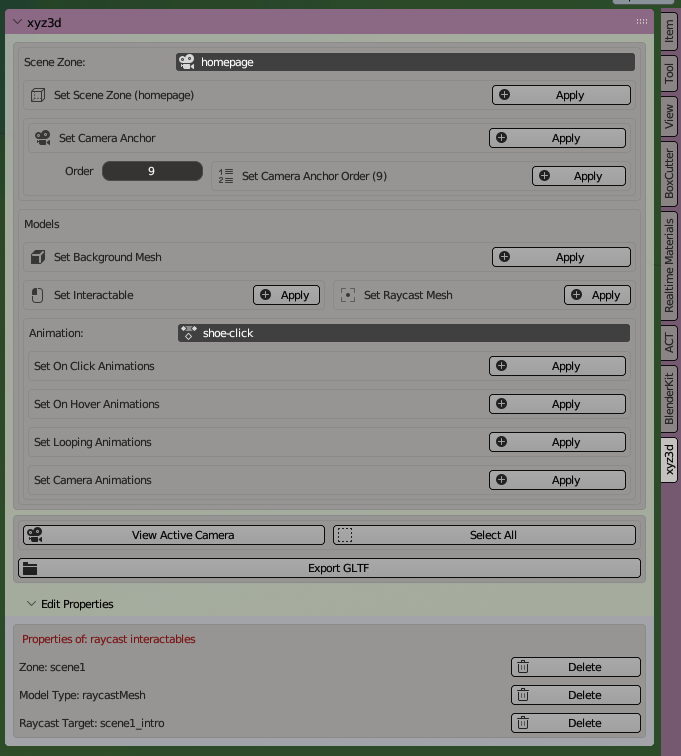 xyz3d
Scene Zone: homepage
Set Scene Zone (homepage) Apply
Set Camera Anchor Apply
Order 9 Set Camera Anchor Order (9) Apply
Models
Set Background Mesh Apply
Set Interactable Apply Set Raycast Mesh Apply
Animation: shoe-click
Set On Click Animations Apply
Set On Hover Animations Apply
Set Looping Animations Apply
Set Camera Animations Apply
View Active Camera Select All
Export GLTF
Edit Properties
Properties of: raycast interactables
Zone: scene1 Delete
Model Type: raycastMesh Delete
Raycast Target: scene1_intro Delete
Item
Tool
View
BoxCutter
Realtime Materials
ACT
BlenderKit
xyz3d